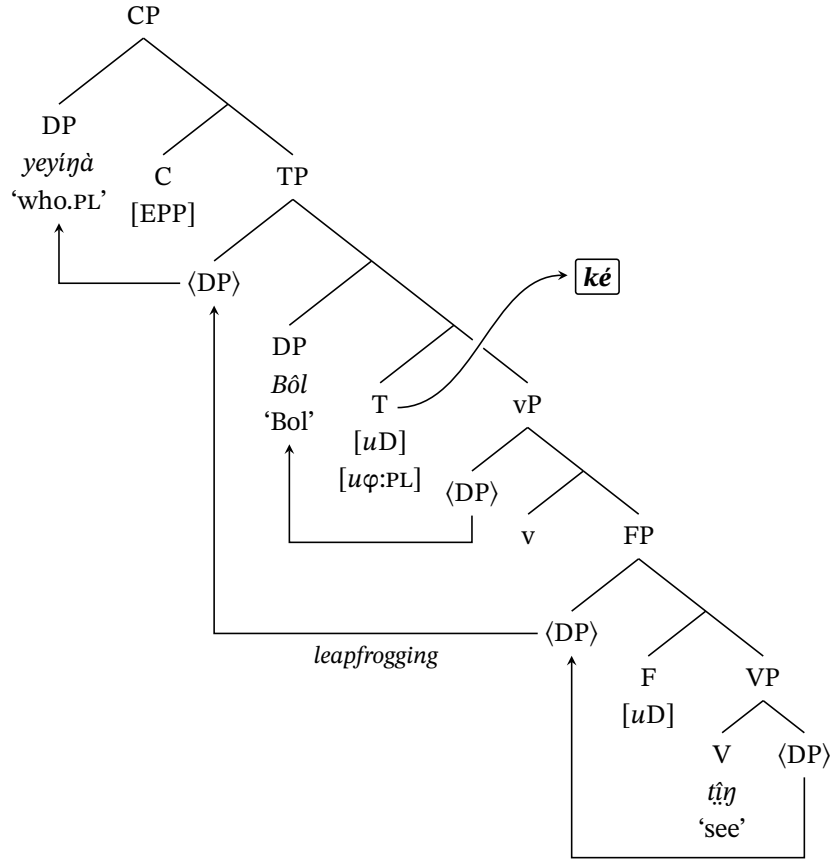 CP
DP
yeyíŋà
‘who.PL’
C
[EPP]
TP
⟨DP⟩
ké
DP
Bôl
‘Bol’
T
[uD]
[uφ:PL]
vP
⟨DP⟩
v
FP
⟨DP⟩
leapfrogging
F
[uD]
VP
V
tî̤ŋ
‘see’
⟨DP⟩